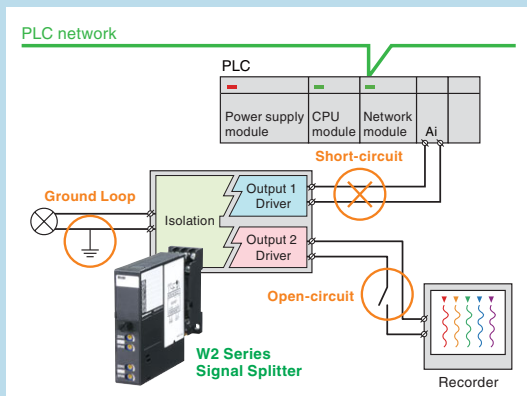 PLC network
PLC
Power supply
module
CPU
module
Network
module
Ai
Short-circuit
Ground Loop
Isolation
Output 1
Driver
Output 2
Driver
Open-circuit
W2 Series
Signal Splitter
Recorder